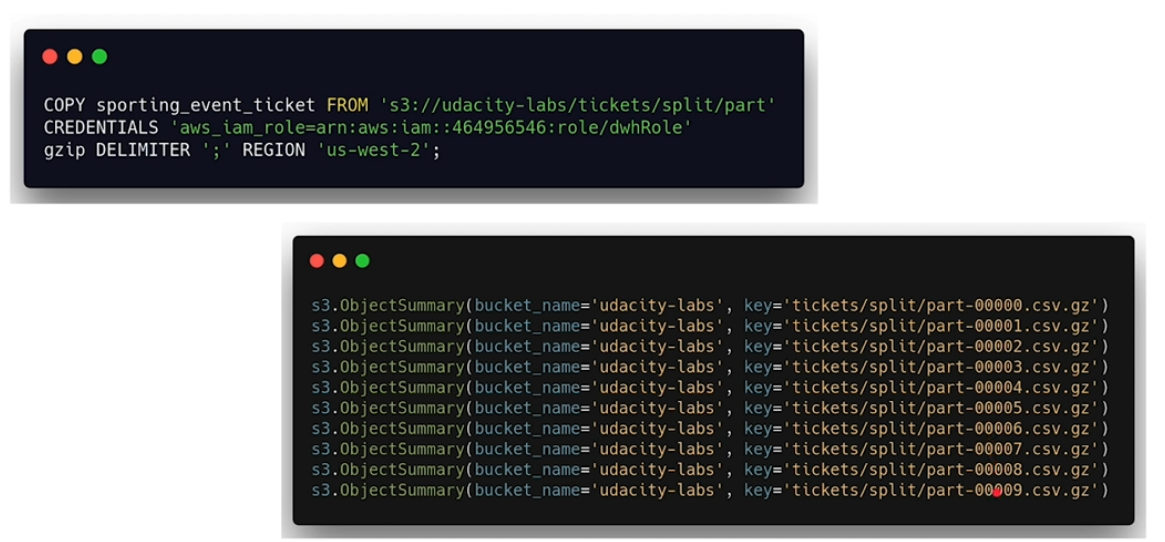 COPY sporting_event_ticket FROM 's3://udacity-labs/tickets/split/part'
CREDENTIALS 'aws_iam_role=arn:aws:iam::464956546:role/dwhRole'
gzip DELIMITER ';' REGION 'us-west-2';
s3.ObjectSummary(bucket_name='udacity-labs', key='tickets/split/part-00000.csv.gz')
s3.ObjectSummary(bucket_name='udacity-labs', key='tickets/split/part-00001.csv.gz')
s3.ObjectSummary(bucket_name='udacity-labs', key='tickets/split/part-00002.csv.gz')
s3.ObjectSummary(bucket_name='udacity-labs', key='tickets/split/part-00003.csv.gz')
s3.ObjectSummary(bucket_name='udacity-labs', key='tickets/split/part-00004.csv.gz')
s3.ObjectSummary(bucket_name='udacity-labs', key='tickets/split/part-00005.csv.gz')
s3.ObjectSummary(bucket_name='udacity-labs', key='tickets/split/part-00006.csv.gz')
s3.ObjectSummary(bucket_name='udacity-labs', key='tickets/split/part-00007.csv.gz')
s3.ObjectSummary(bucket_name='udacity-labs', key='tickets/split/part-00008.csv.gz')
s3.ObjectSummary(bucket_name='udacity-labs', key='tickets/split/part-00009.csv.gz')